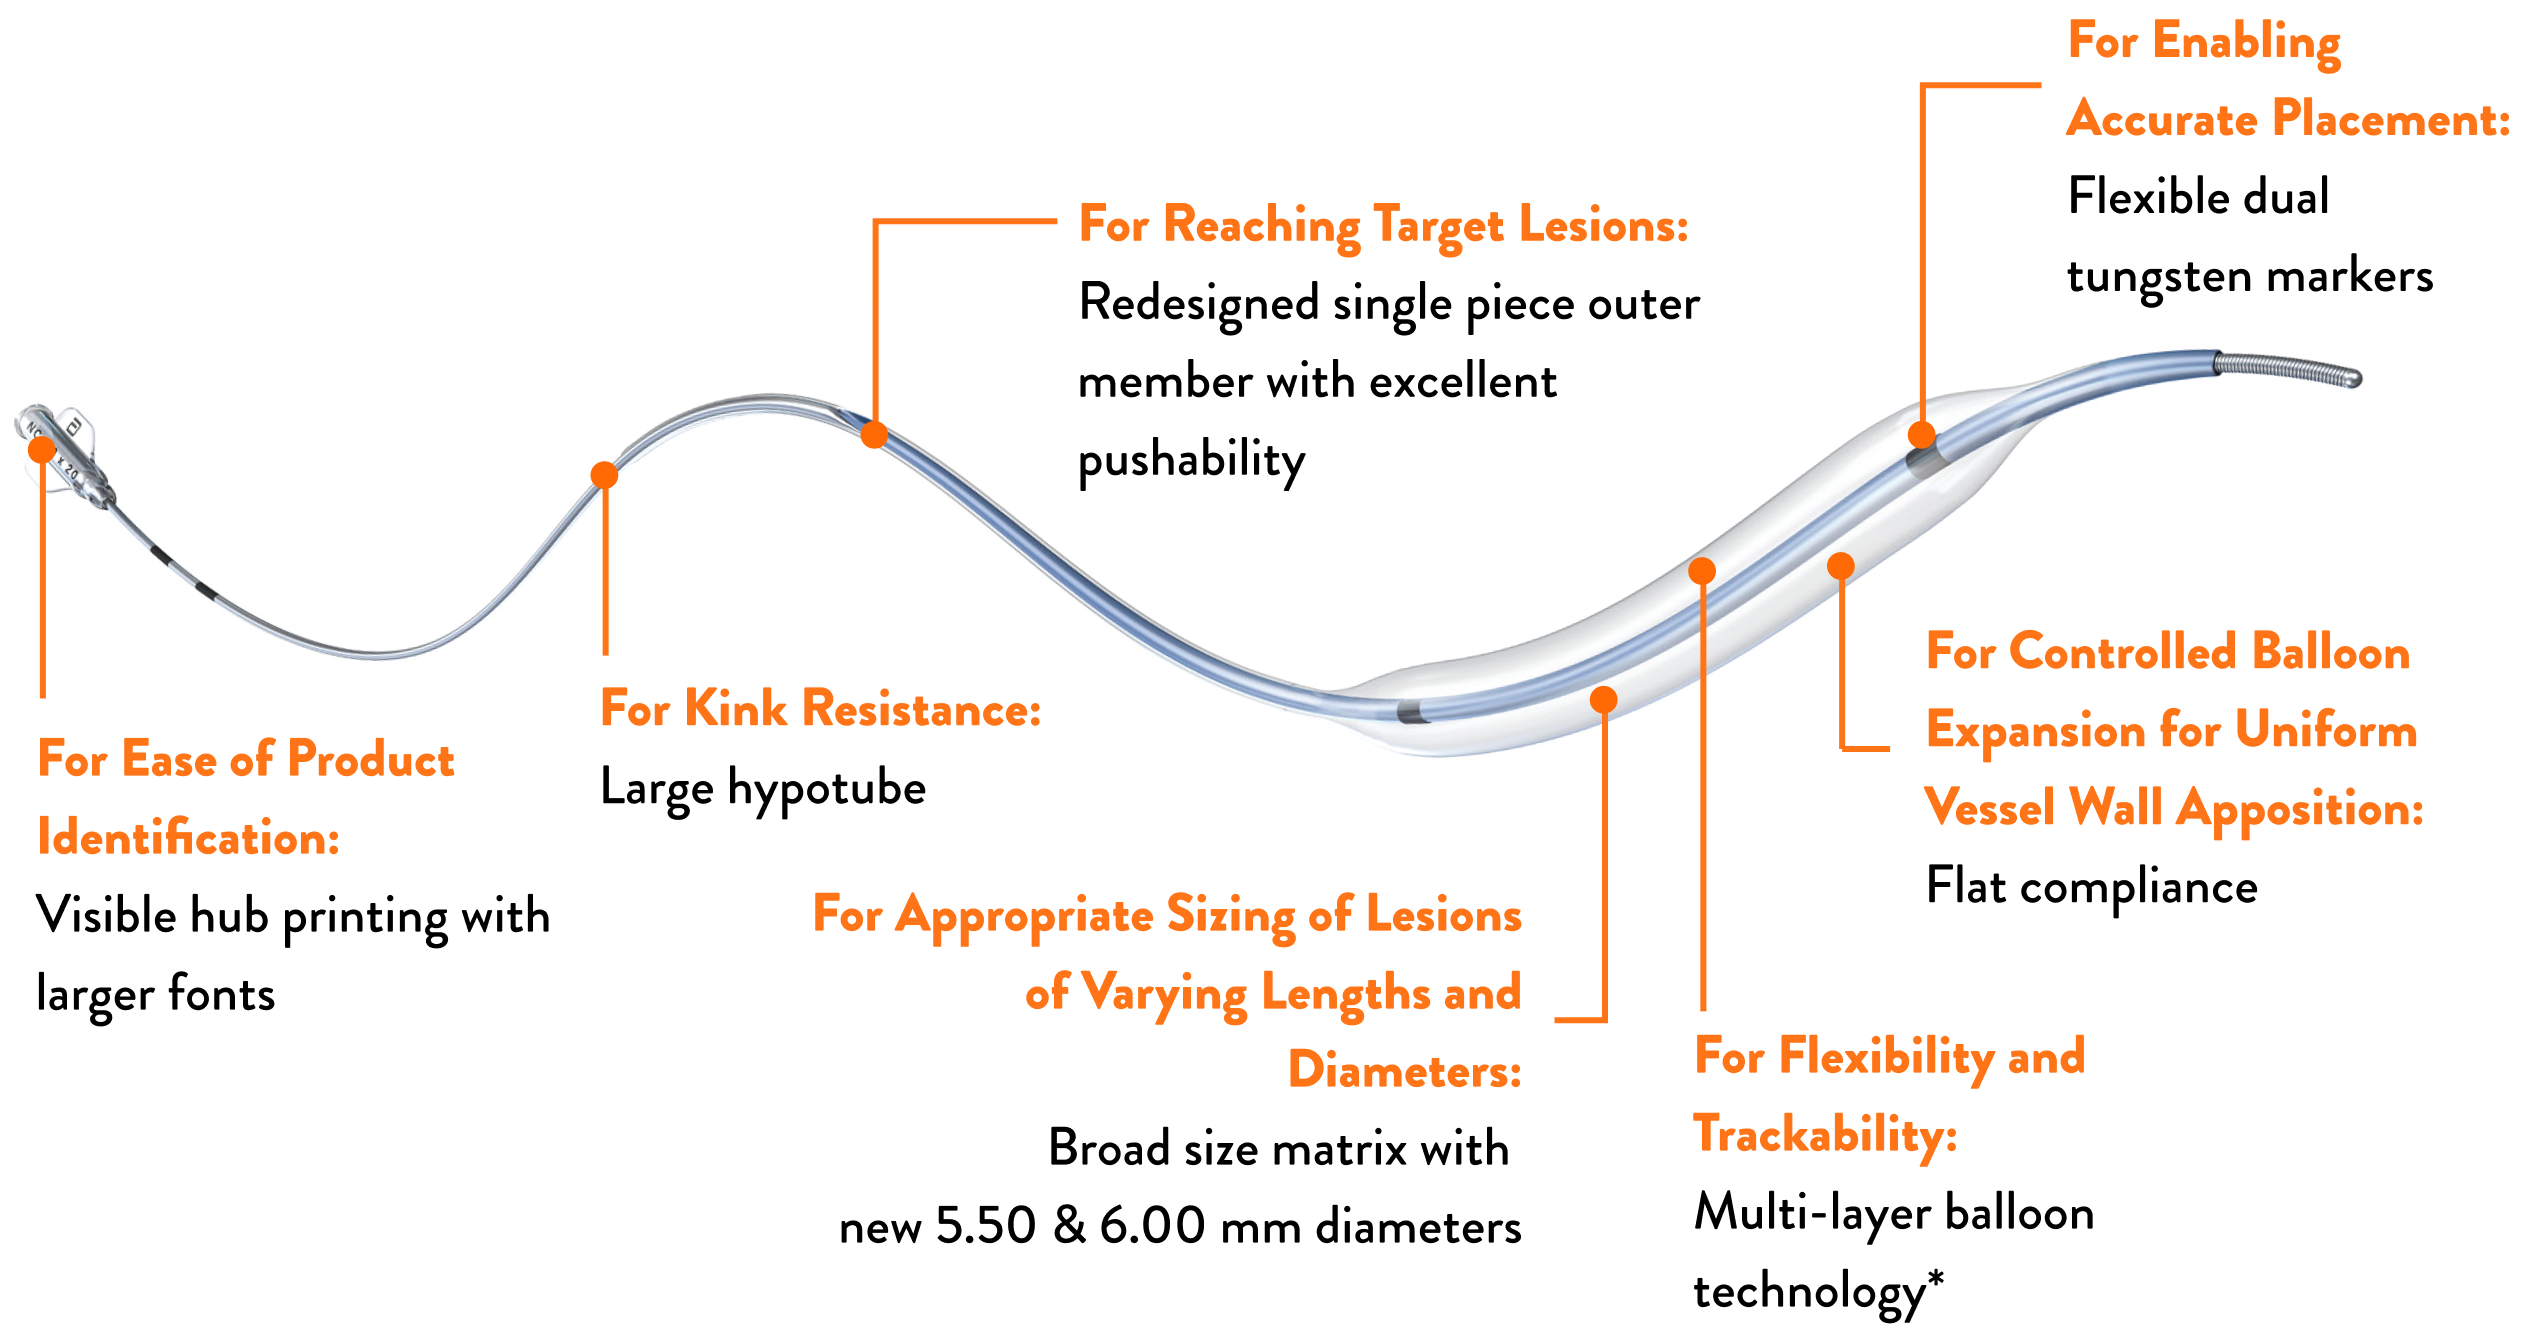 For Enabling
Accurate Placement:
Flexible dual
tungsten markers
For Reaching Target Lesions:
Redesigned single piece outer
member with excellent
pushability
NC
x 20
For Kink Resistance:
Large hypotube
For Ease of Product
Identification:
Visible hub printing with
larger fonts
For Controlled Balloon
Expansion for Uniform
Vessel Wall Apposition:
Flat compliance
For Appropriate Sizing of Lesions
of Varying Lengths and
Diameters:
Broad size matrix with
new 5.50 & 6.00 mm diameters
For Flexibility and
Trackability:
Multi-layer balloon
technology*